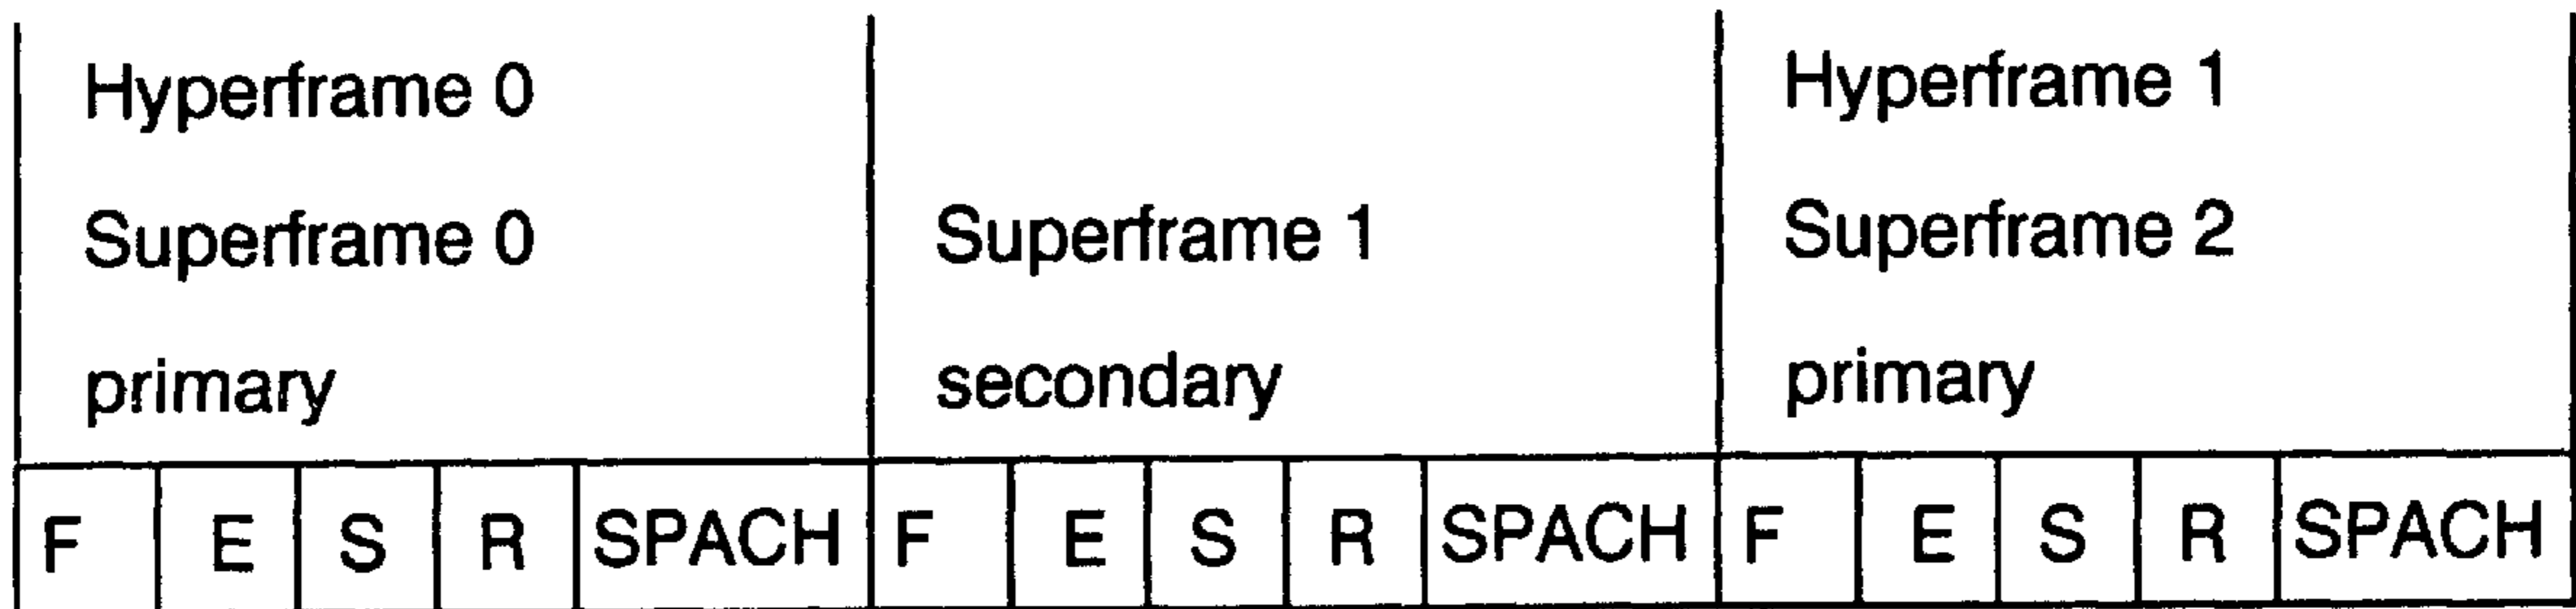 Hyperframe 0
Hyperframe 1
Superframe 0
Superframe 1
Superframe 2
primary
secondary
primary
F E S R SPACH F E S R SPACH F E S R SPACH